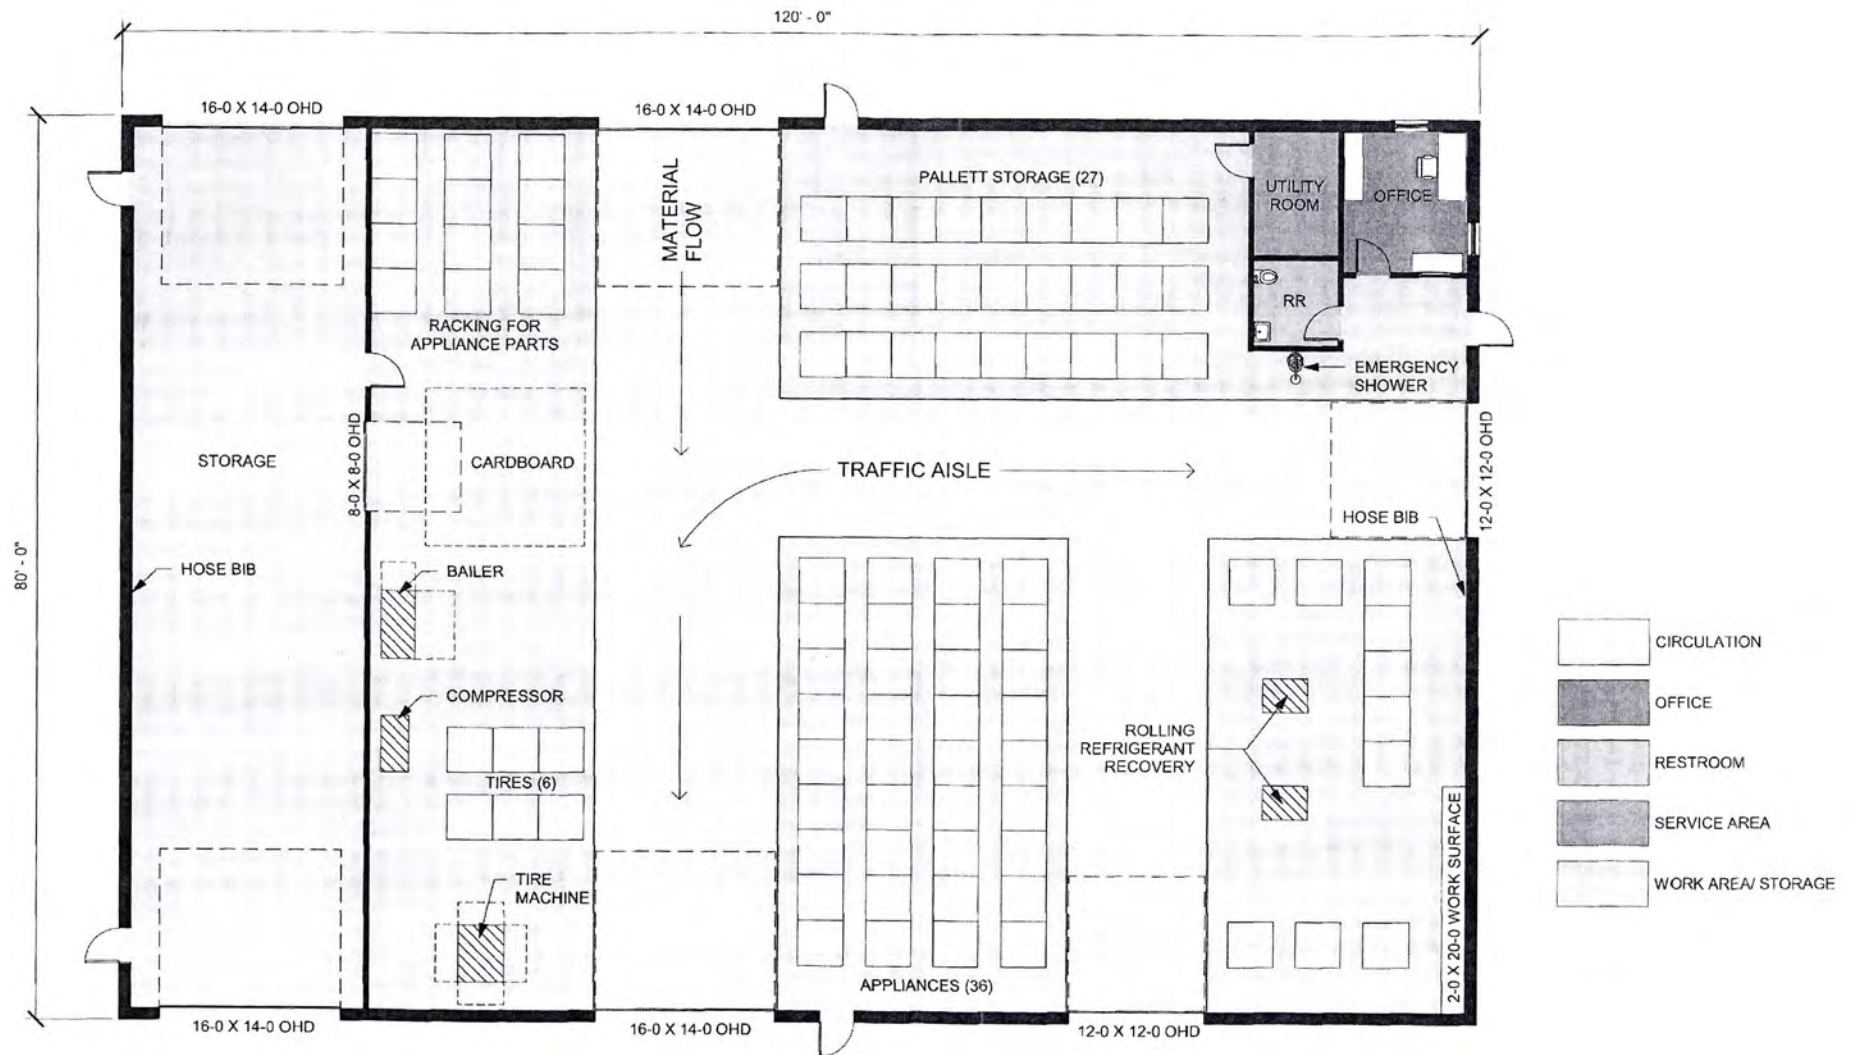 120' - 0"
16-0 X 14-0 OHD
16-0 X 14-0 OHD
MATERIAL
FLOW
PALLETT STORAGE (27)
UTILITY
ROOM
OFFICE
RR
RACKING FOR
APPLIANCE PARTS
EMERGENCY
SHOWER
8-0 X 8-0 OHD
STORAGE
CARDBOARD
TRAFFIC AISLE
12-0 X 12-0 OHD
HOSE BIB
80' - 0"
HOSE BIB
BAILER
COMPRESSOR
TIRES (6)
ROLLING
REFRIGERANT
RECOVERY
2-0 X 20-0 WORK SURFACE
TIRE
MACHINE
APPLIANCES (36)
16-0 X 14-0 OHD
16-0 X 14-0 OHD
12-0 X 12-0 OHD
CIRCULATION
OFFICE
RESTROOM
SERVICE AREA
WORK AREA/ STORAGE